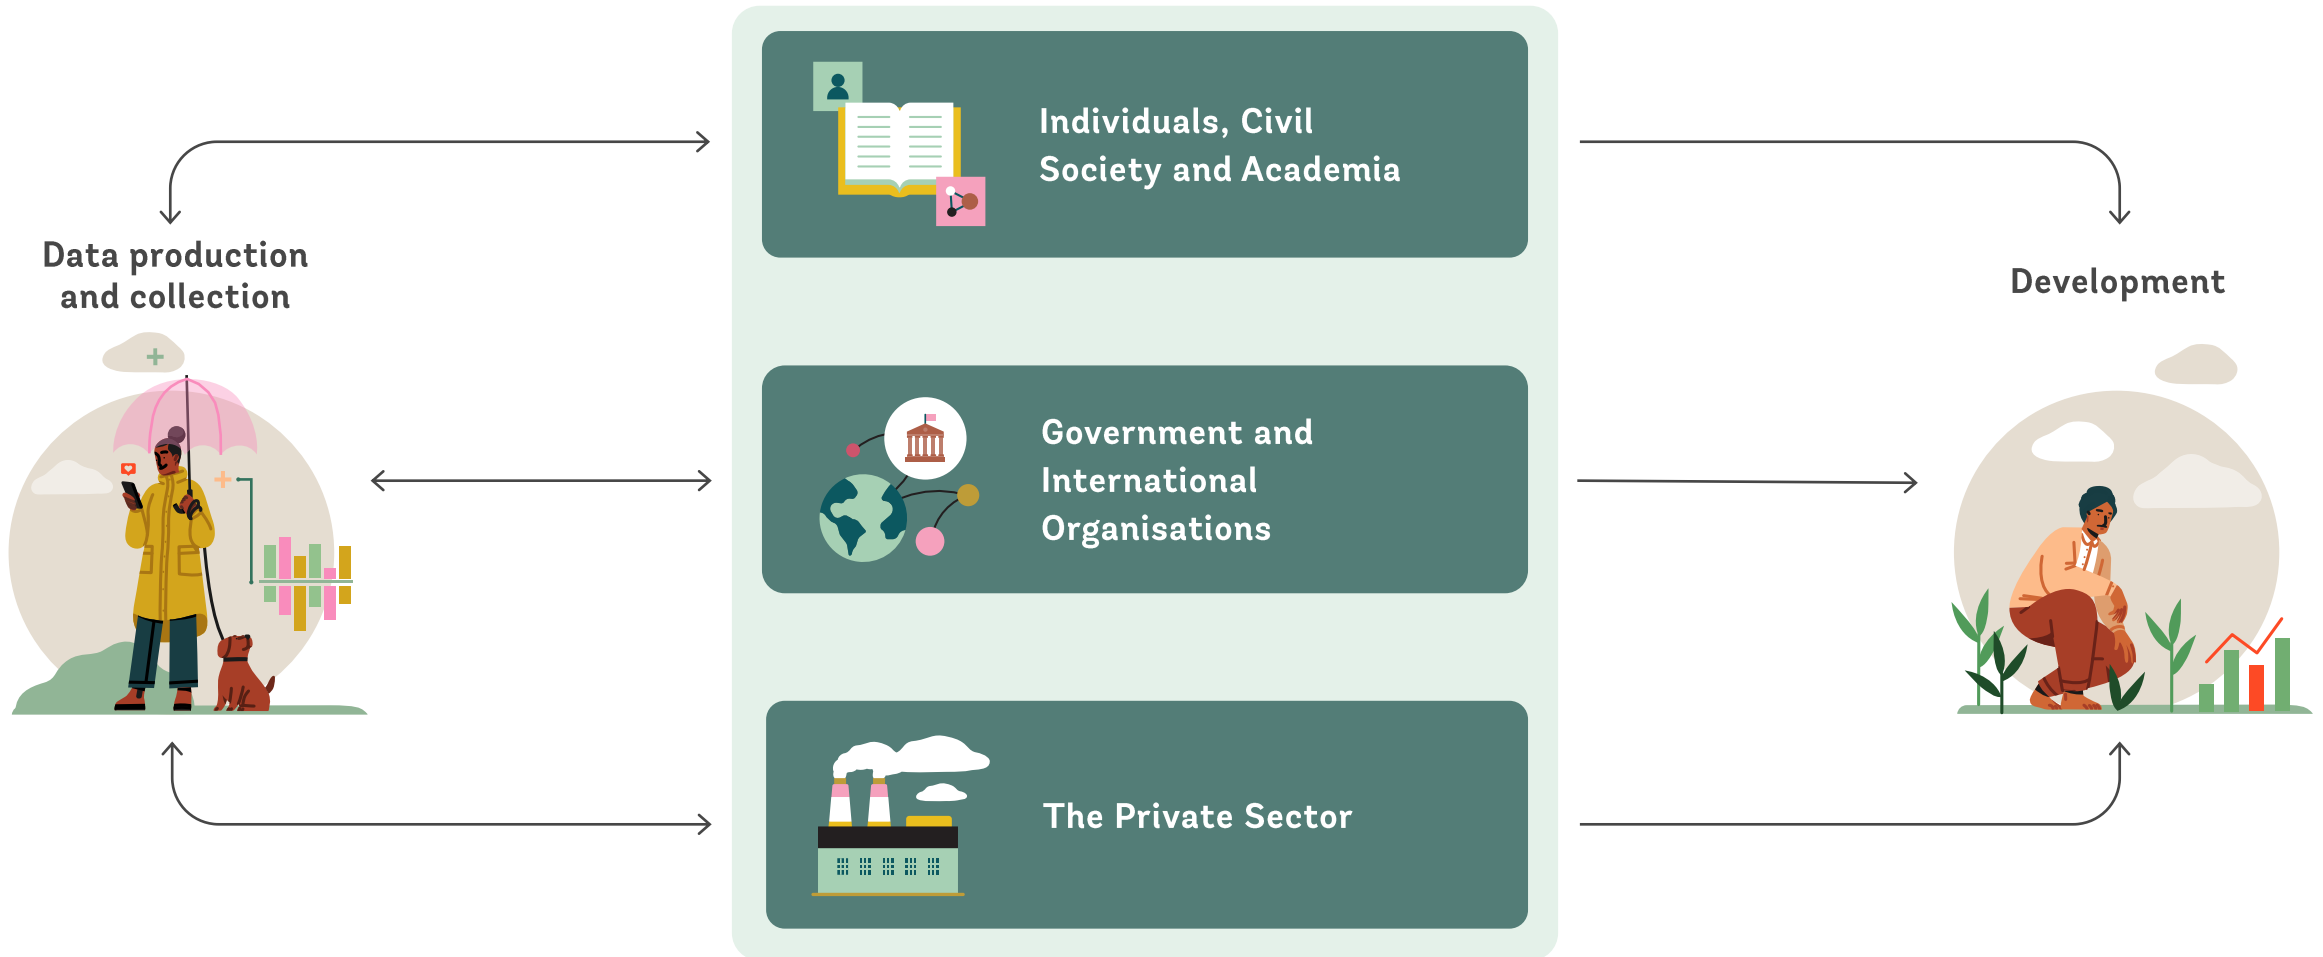 Individuals, Civil
Society and Academia
Data production
and collection
Development
Government and
International
Organisations
The Private Sector